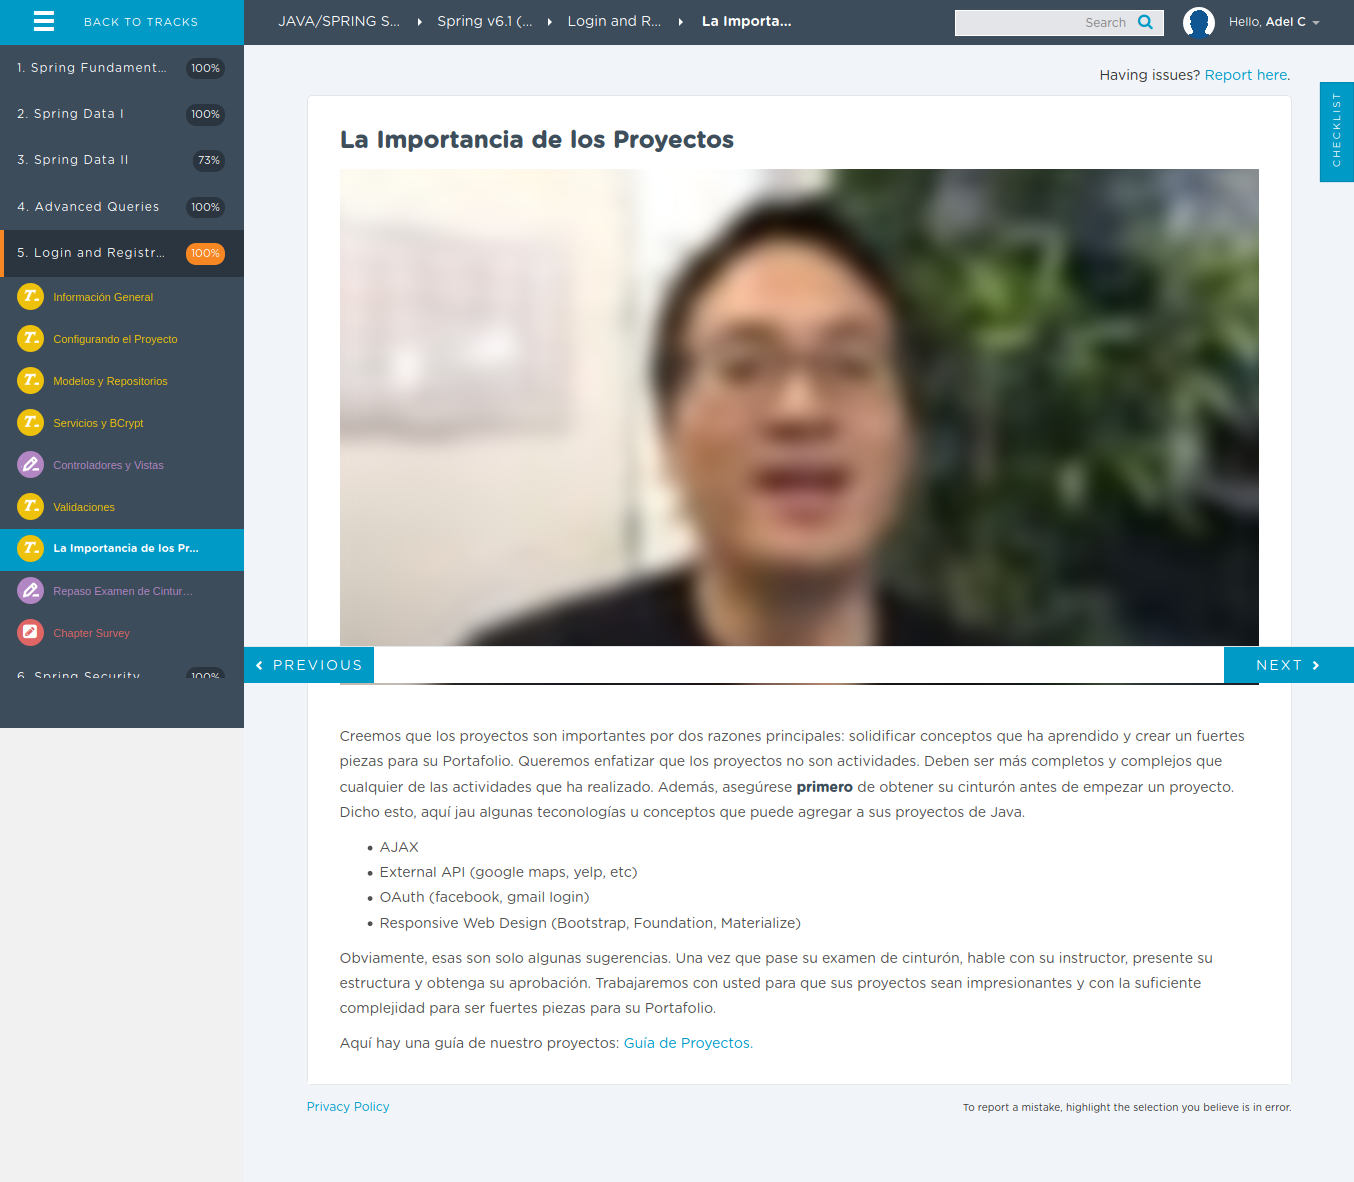 BACK TO TRACKS
JAVA/SPRING S...
Spring v6.1 (...
Login and R...
La Importa...
Search
Hello, Adel C
1. Spring Fundament... 100%
2. Spring Data I 100%
3. Spring Data II 73%
4. Advanced Queries 100%
5. Login and Registr... 100%
Información General
Configurando el Proyecto
Modelos y Repositorios
Servicios y BCrypt
Controladores y Vistas
Validaciones
La Importancia de los Pr...
Repaso Examen de Cintur...
Chapter Survey
6. Spring Security 100%
Having issues? Report here.
CHECKLIST
La Importancia de los Proyectos
PREVIOUS
NEXT
Creemos que los proyectos son importantes por dos razones principales: solidificar conceptos que ha aprendido y crear un fuertes
piezas para su Portafolio. Queremos enfatizar que los proyectos no son actividades. Deben ser más completos y complejos que
cualquier de las actividades que ha realizado. Además, asegúrese primero de obtener su cinturón antes de empezar un proyecto.
Dicho esto, aquí jau algunas teconologías u conceptos que puede agregar a sus proyectos de Java.
• AJAX
• External API (google maps, yelp, etc)
• OAuth (facebook, gmail login)
• Responsive Web Design (Bootstrap, Foundation, Materialize)
Obviamente, esas son solo algunas sugerencias. Una vez que pase su examen de cinturón, hable con su instructor, presente su
estructura y obtenga su aprobación. Trabajaremos con usted para que sus proyectos sean impresionantes y con la suficiente
complejidad para ser fuertes piezas para su Portafolio.
Aquí hay una guía de nuestro proyectos: Guía de Proyectos.
Privacy Policy
To report a mistake, highlight the selection you believe is in error.